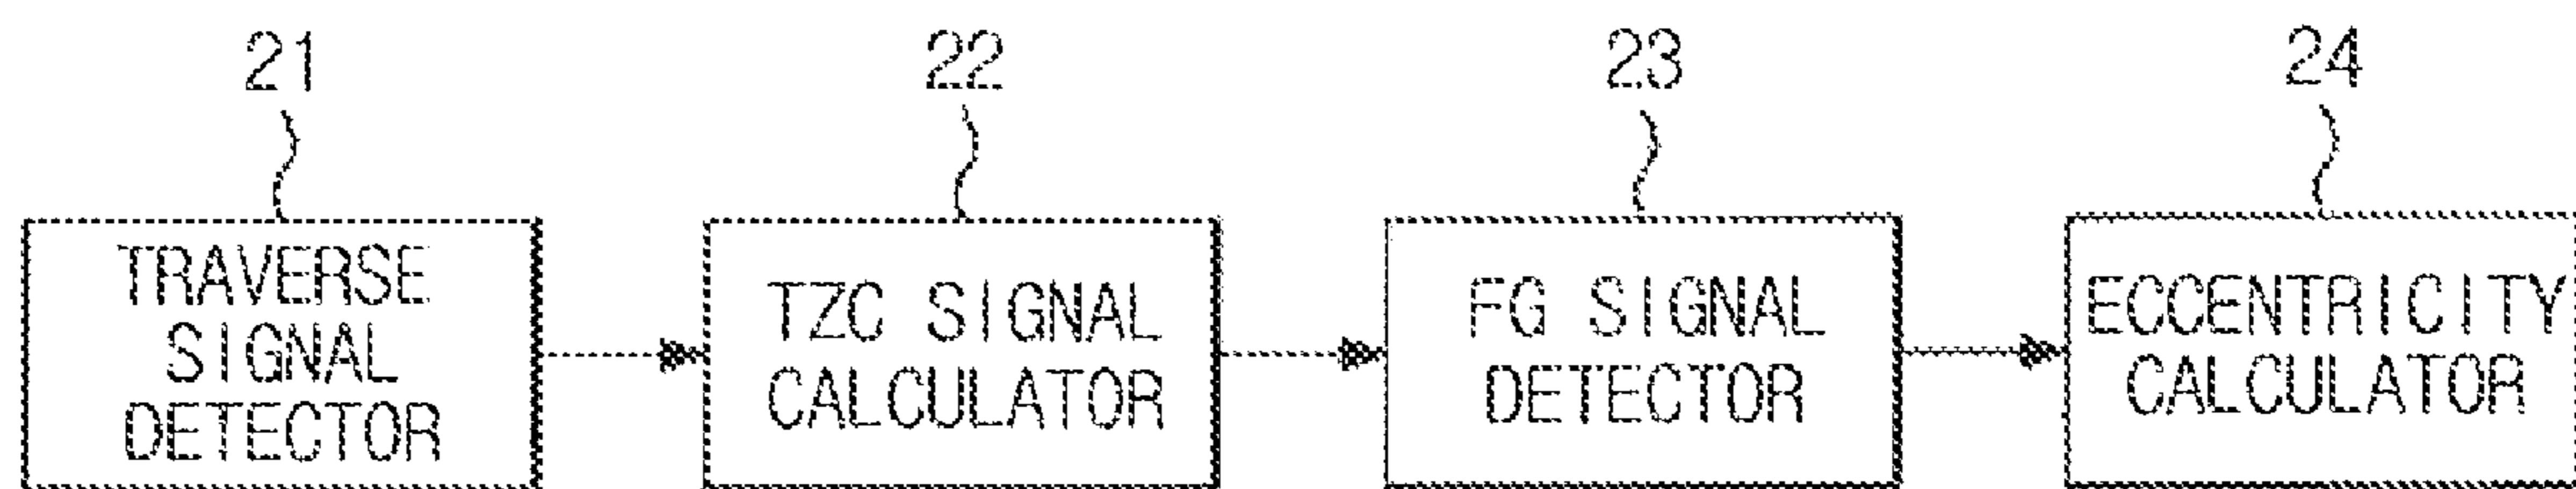 21
22
23
24
TRAVERSE
SIGNAL
DETECTOR
TZC SIGNAL
CALCULATOR
FG SIGNAL
DETECTOR
ECCENTRICITY
CALCULATOR